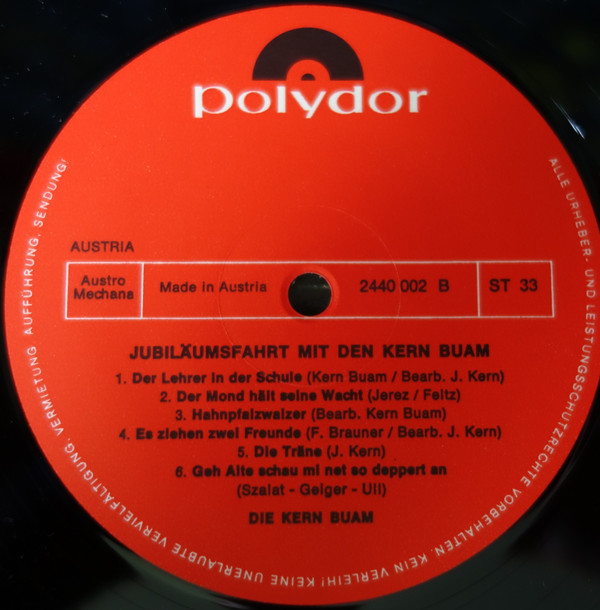 polydor
AUSTRIA
Austro
Mechana
Made in Austria
2440 002 B
ST 33
JUBILÄUMSFAHRT MIT DEN KERN BUAM
1. Der Lehrer in der Schule (Kern Buam / Bearb. J. Kern)
2. Der Mond hält seine Wacht (Jerez / Feltz)
3. Hahnpfalzwalzer (Bearb. Kern Buam)
4. Es ziehen zwei Freunde (F. Brauner / Bearb. J. Kern)
5. Die Träne (J. Kern)
6. Geh Alte schau mi net so deppert an
(Szalat - Geiger - Uli)
DIE KERN BUAM
ALLE URHEBER- UND LEISTUNGSSCHUTZRECHTE VORBEHALTEN. KEIN VERLEIH! KEINE UNERLAUBTE VERVIELFÄLTIGUNG, VERMIETUNG, AUFFÜHRUNG, SENDUNG!